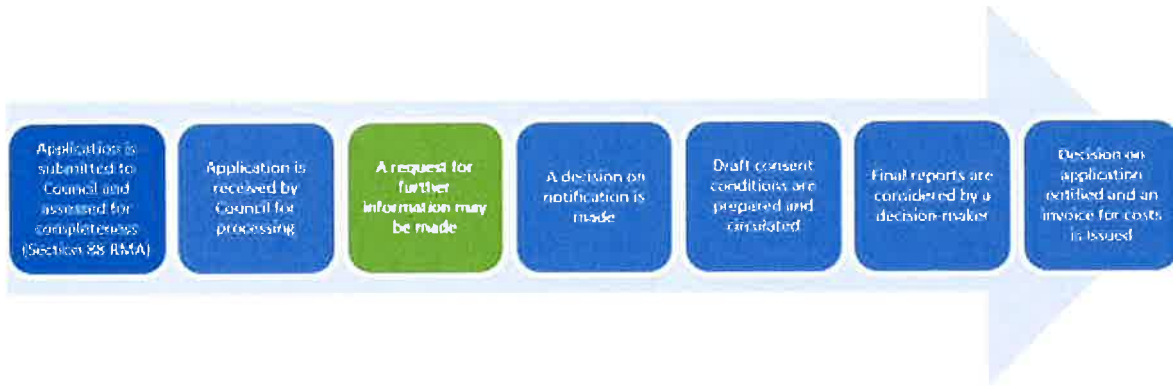 Application is
submitted to
Council and
assessed for
completeness
(Section 88 RMA)
Application is
received by
Council for
processing
A request for
further
information may
be made
A decision on
notification is
made
Draft consent
conditions are
prepared and
circulated
Final reports are
considered by a
decision-maker
Decision on
application
notified and an
invoice for costs
is issued